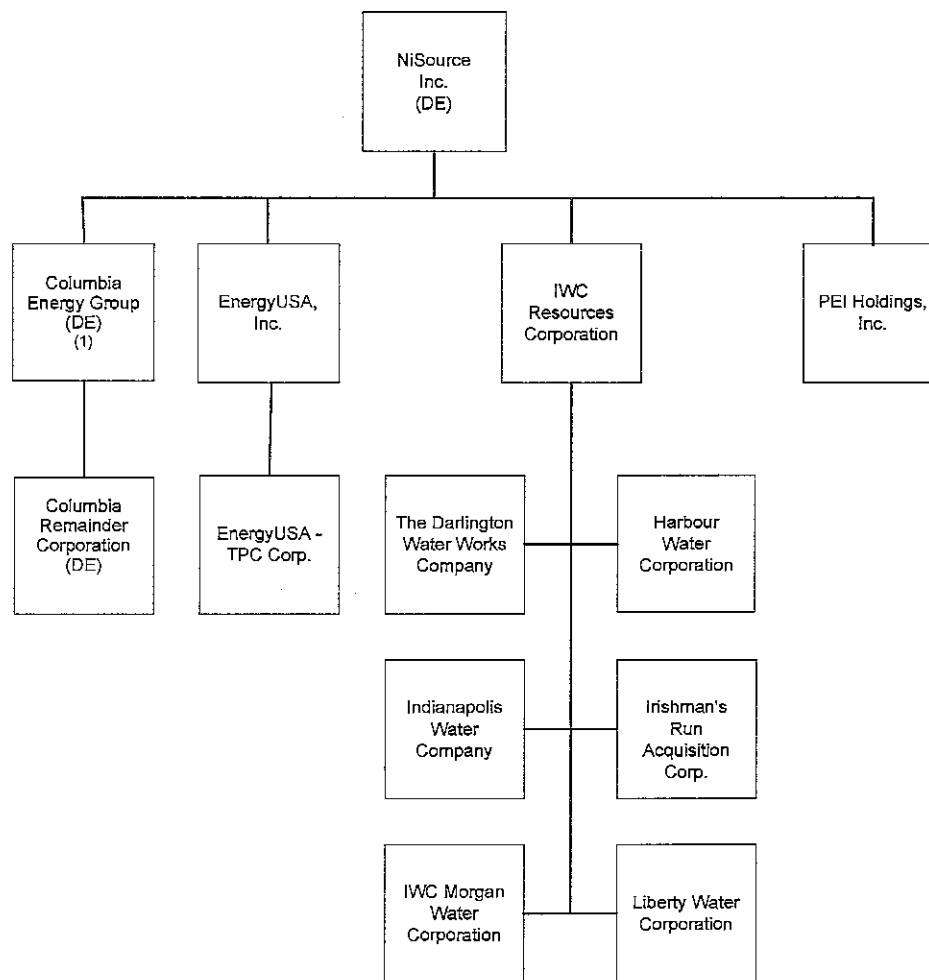 NiSource
Inc.
(DE)
Columbia
Energy Group
(DE)
(1)
EnergyUSA,
Inc.
IWC
Resources
Corporation
PEI Holdings,
Inc.
Columbia
Remainder
Corporation
(DE)
EnergyUSA -
TPC Corp.
The Darlington
Water Works
Company
Harbour
Water
Corporation
Indianapolis
Water
Company
Irishman's
Run
Acquisition
Corp.
IWC Morgan
Water
Corporation
Liberty Water
Corporation